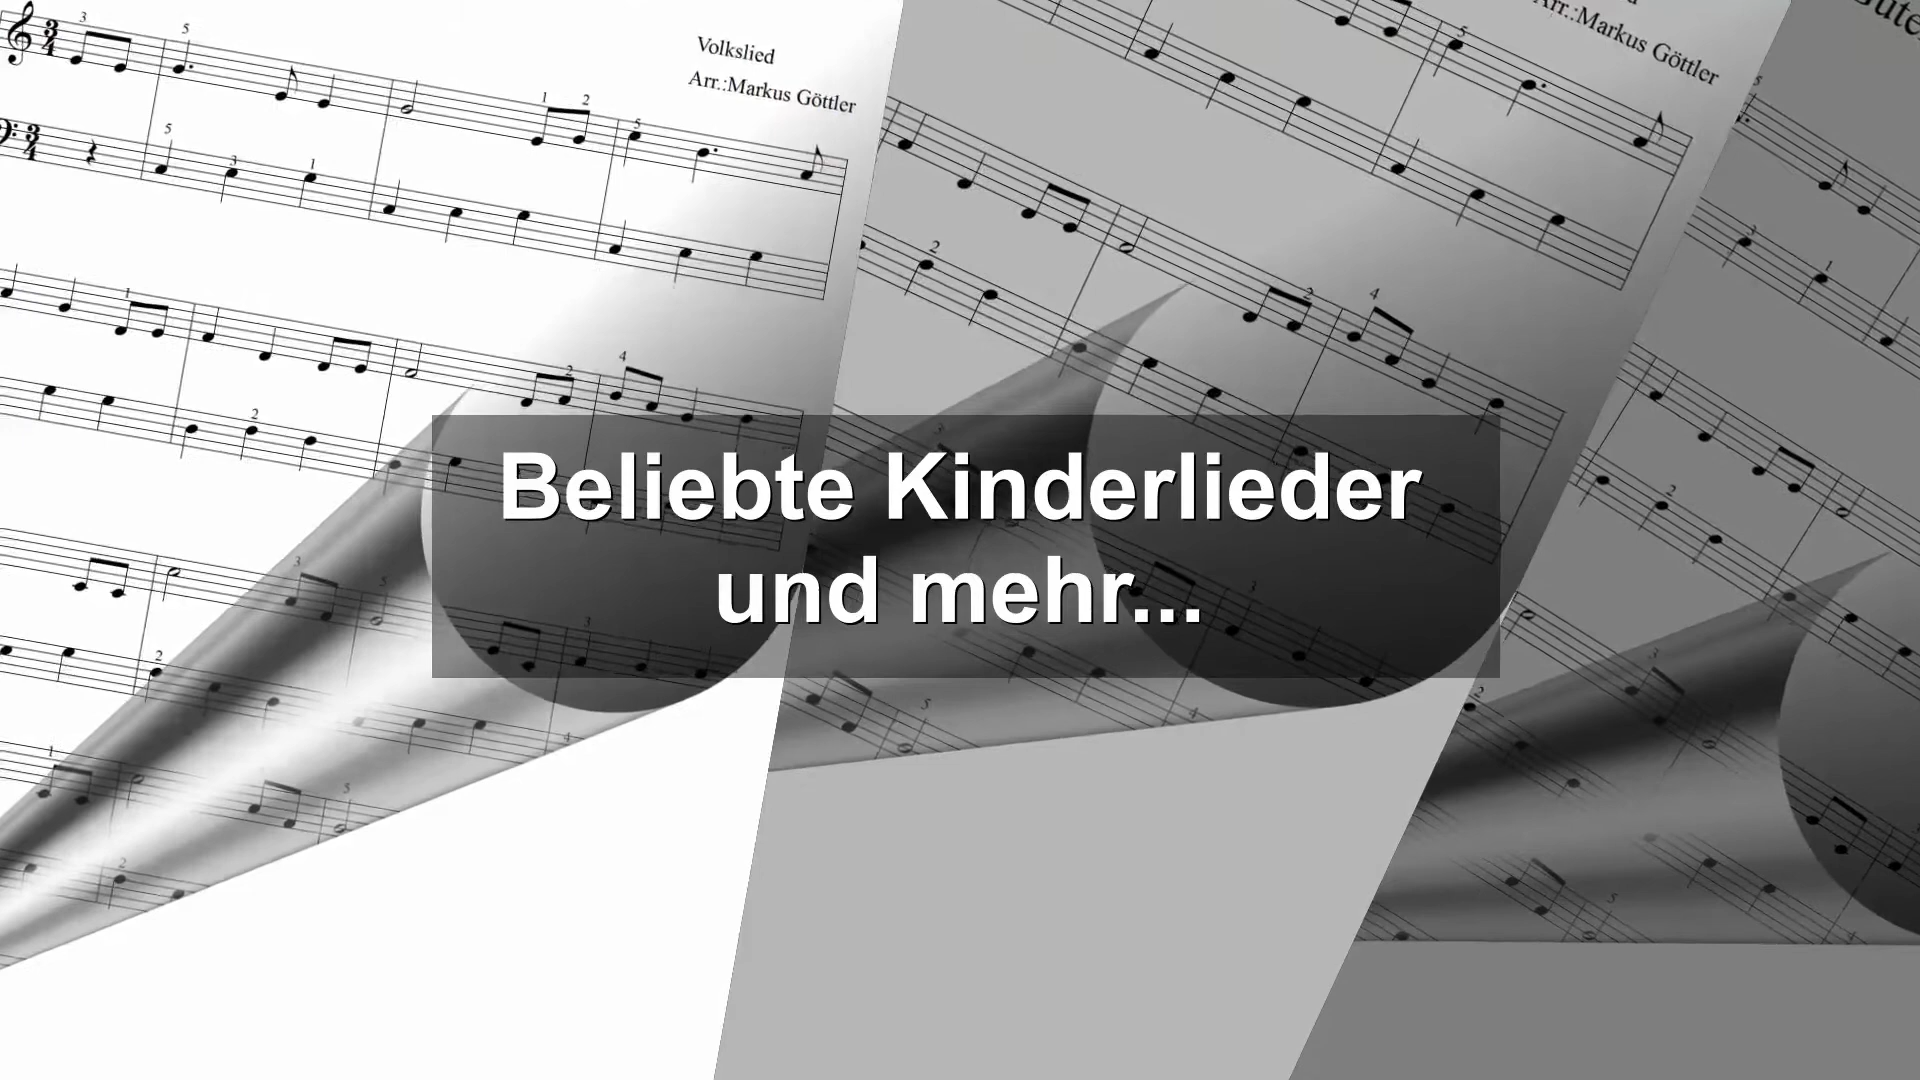 Volkslied
Arr.:Markus Göttler
Arr.:Markus Göttler
Beliebte Kinderlieder
und mehr...